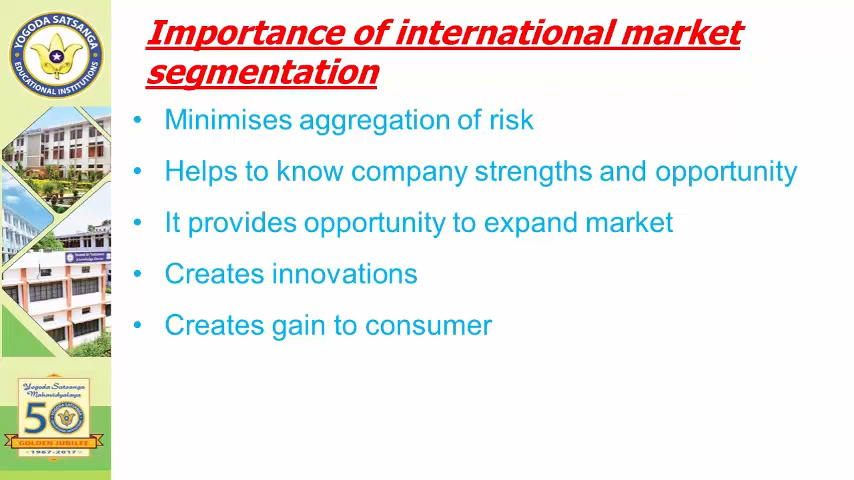 Importance of international market
segmentation
• Minimises aggregation of risk
• Helps to know company strengths and opportunity
• It provides opportunity to expand market
• Creates innovations
• Creates gain to consumer
YOGODA SATSANGA
EDUCATIONAL INSTITUTIONS
Yogoda Satsanga
Mahavidyalaya
50
GOLDEN JUBILEE
1967-2017